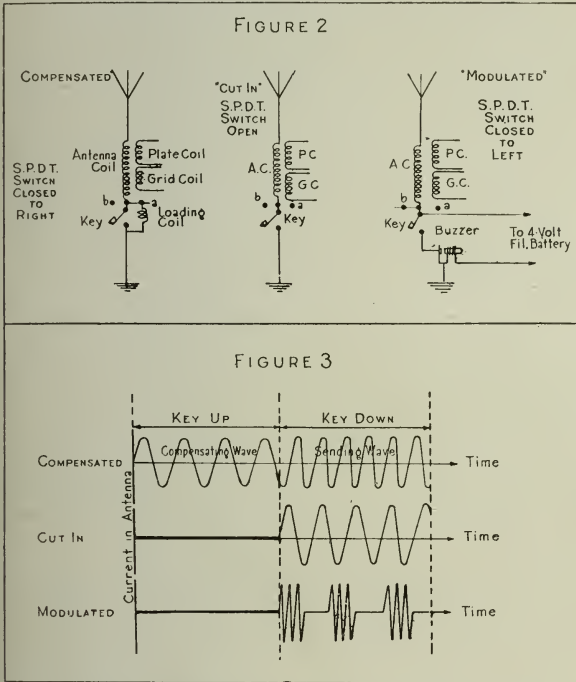 FIGURE 2
COMPENSATED"
S.P.D.T.
SWITCH
CLOSED
TO
RIGHT
Antenna
Coil
Plate Coil
Grid Coil
b
a
Key
Loading
Coil
"CUT IN"
S.P.D.T.
SWITCH
OPEN
A.C.
P.C
G.C
b
a
Key
"MODULATED"
S.P.D.T.
SWITCH
CLOSED
TO
LEFT
A.C
P.C.
G.C.
b
a
Key
Buzzer
To 4-Volt
Fil. Battery
FIGURE 3
KEY UP
KEY DOWN
Current in Antenna
COMPENSATED
Compensating Wave
Sending Wave
Time
CUT IN
Time
MODULATED
Time